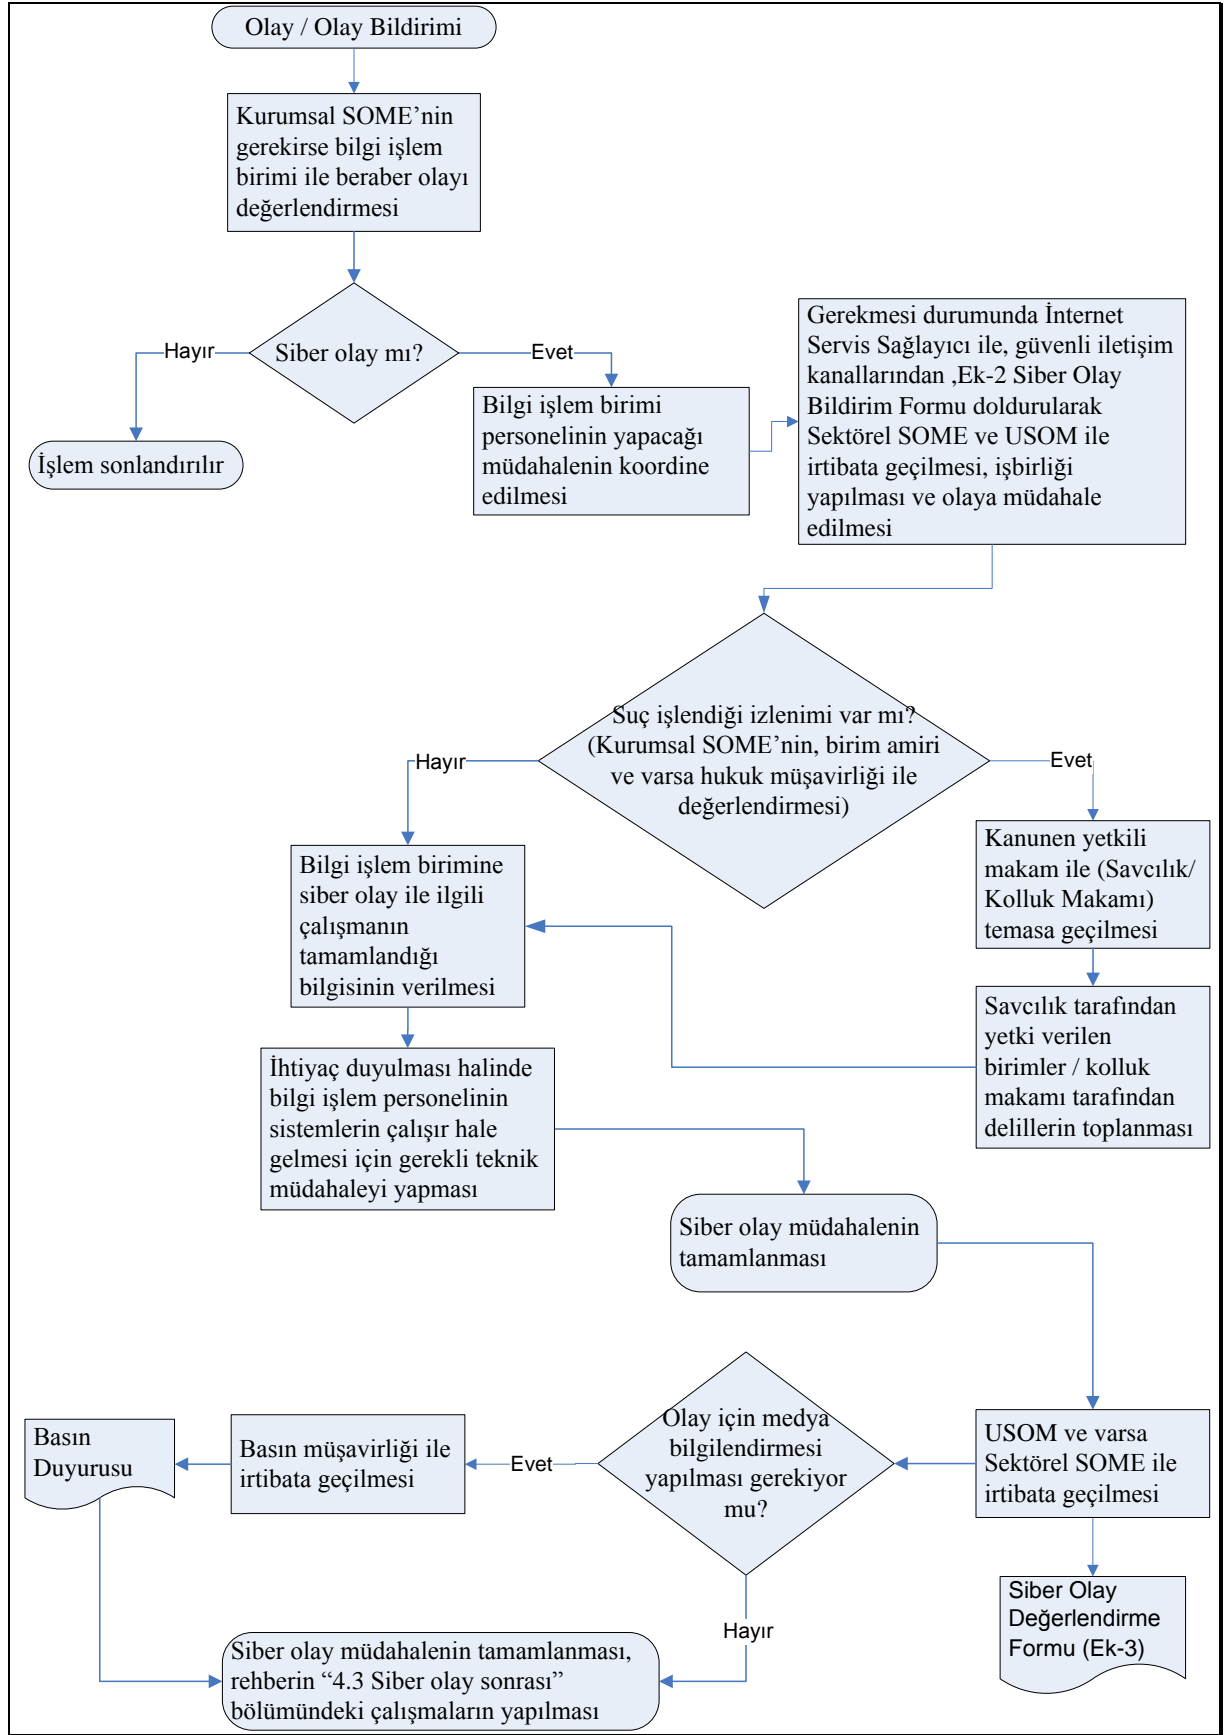 Olay / Olay Bildirimi
Kurumsal SOME’nin
gerekirse bilgi işlem
birimi ile beraber olayı
değerlendirmesi
Siber olay mı?
Hayır
Evet
İşlem sonlandırılır
Bilgi işlem birimi
personelinin yapacağı
müdahalenin koordine
edilmesi
Gerekmesi durumunda İnternet
Servis Sağlayıcı ile, güvenli iletişim
kanallarından ,Ek-2 Siber Olay
Bildirim Formu doldurularak
Sektörel SOME ve USOM ile
irtibata geçilmesi, işbirliği
yapılması ve olaya müdahale
edilmesi
Suç işlendiği izlenimi var mı?
(Kurumsal SOME’nin, birim amiri
ve varsa hukuk müşavirliği ile
değerlendirmesi)
Hayır
Evet
Kanunen yetkili
makam ile (Savcılık/
Kolluk Makamı)
temasa geçilmesi
Bilgi işlem birimine
siber olay ile ilgili
çalışmanın
tamamlandığı
bilgisinin verilmesi
Savcılık tarafından
yetki verilen
birimler / kolluk
makamı tarafından
delillerin toplanması
İhtiyaç duyulması halinde
bilgi işlem personelinin
sistemlerin çalışır hale
gelmesi için gerekli teknik
müdahaleyi yapması
Siber olay müdahalenin
tamamlanması
USOM ve varsa
Sektörel SOME ile
irtibata geçilmesi
Olay için medya
bilgilendirmesi
yapılması gerekiyor
mu?
Evet
Basın müşavirliği ile
irtibata geçilmesi
Basın
Duyurusu
Siber Olay
Değerlendirme
Formu (Ek-3)
Hayır
Siber olay müdahalenin tamamlanması,
rehberin “4.3 Siber olay sonrası”
bölümündeki çalışmaların yapılması